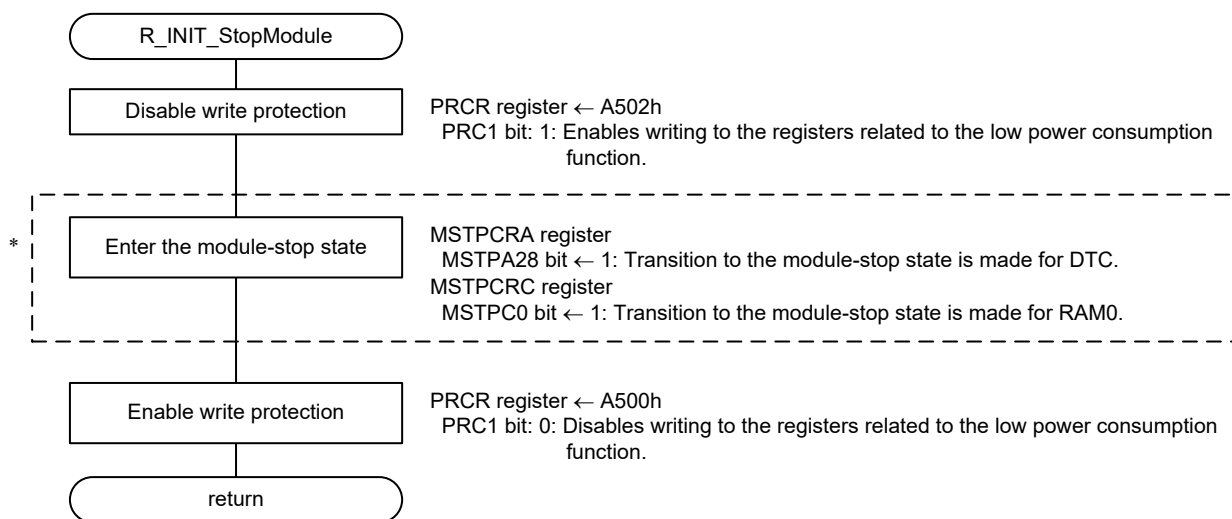 R_INIT_StopModule
Disable write protection
PRCR register ← A502h
PRC1 bit: 1: Enables writing to the registers related to the low power consumption
function.
*
Enter the module-stop state
MSTPCRA register
MSTPA28 bit ← 1: Transition to the module-stop state is made for DTC.
MSTPCRC register
MSTPC0 bit ← 1: Transition to the module-stop state is made for RAM0.
Enable write protection
PRCR register ← A500h
PRC1 bit: 0: Disables writing to the registers related to the low power consumption
function.
return